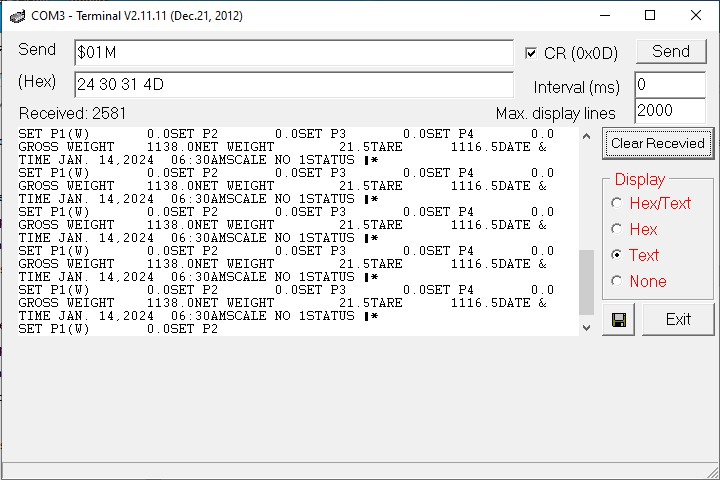 COM3 - Terminal V2.11.11 (Dec.21, 2012)
Send $01M CR (0x0D) Send
(Hex) 24 30 31 4D Interval (ms) 0
Received: 2581 Max. display lines 2000
SET P1(W) 0.0SET P2 0.0SET P3 0.0SET P4 0.0
GROSS WEIGHT 1138.0NET WEIGHT 21.5TARE 1116.5DATE &
TIME JAN. 14,2024 06:30AMSCALE NO 1STATUS ▌*
SET P1(W) 0.0SET P2 0.0SET P3 0.0SET P4 0.0
GROSS WEIGHT 1138.0NET WEIGHT 21.5TARE 1116.5DATE &
TIME JAN. 14,2024 06:30AMSCALE NO 1STATUS ▌*
SET P1(W) 0.0SET P2 0.0SET P3 0.0SET P4 0.0
GROSS WEIGHT 1138.0NET WEIGHT 21.5TARE 1116.5DATE &
TIME JAN. 14,2024 06:30AMSCALE NO 1STATUS ▌*
SET P1(W) 0.0SET P2 0.0SET P3 0.0SET P4 0.0
GROSS WEIGHT 1138.0NET WEIGHT 21.5TARE 1116.5DATE &
TIME JAN. 14,2024 06:30AMSCALE NO 1STATUS ▌*
SET P1(W) 0.0SET P2 0.0SET P3 0.0SET P4 0.0
GROSS WEIGHT 1138.0NET WEIGHT 21.5TARE 1116.5DATE &
TIME JAN. 14,2024 06:30AMSCALE NO 1STATUS ▌*
SET P1(W) 0.0SET P2
Clear Recevied
Display
Hex/Text
Hex
Text
None
Exit